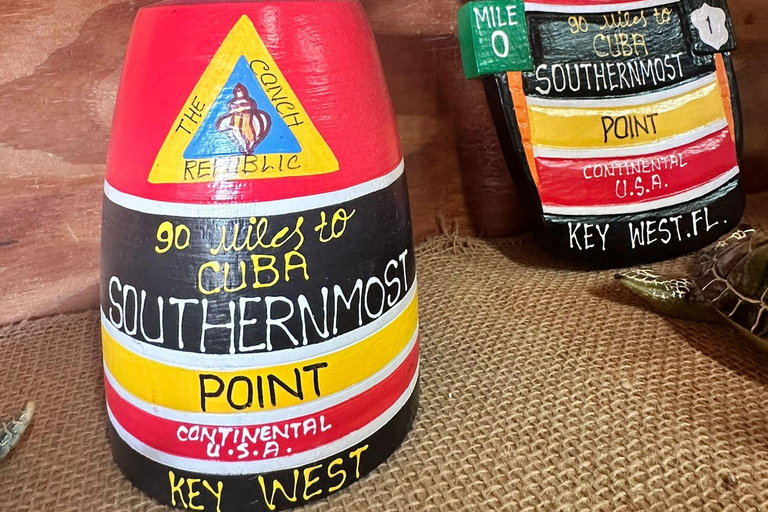 THE CONCH
REPUBLIC
90 Miles to
CUBA
SOUTHERNMOST
POINT
CONTINENTAL
U.S.A.
KEY WEST
MILE
0
1
90 Miles to
CUBA
SOUTHERNMOST
POINT
CONTINENTAL
U.S.A.
KEY WEST.FL.